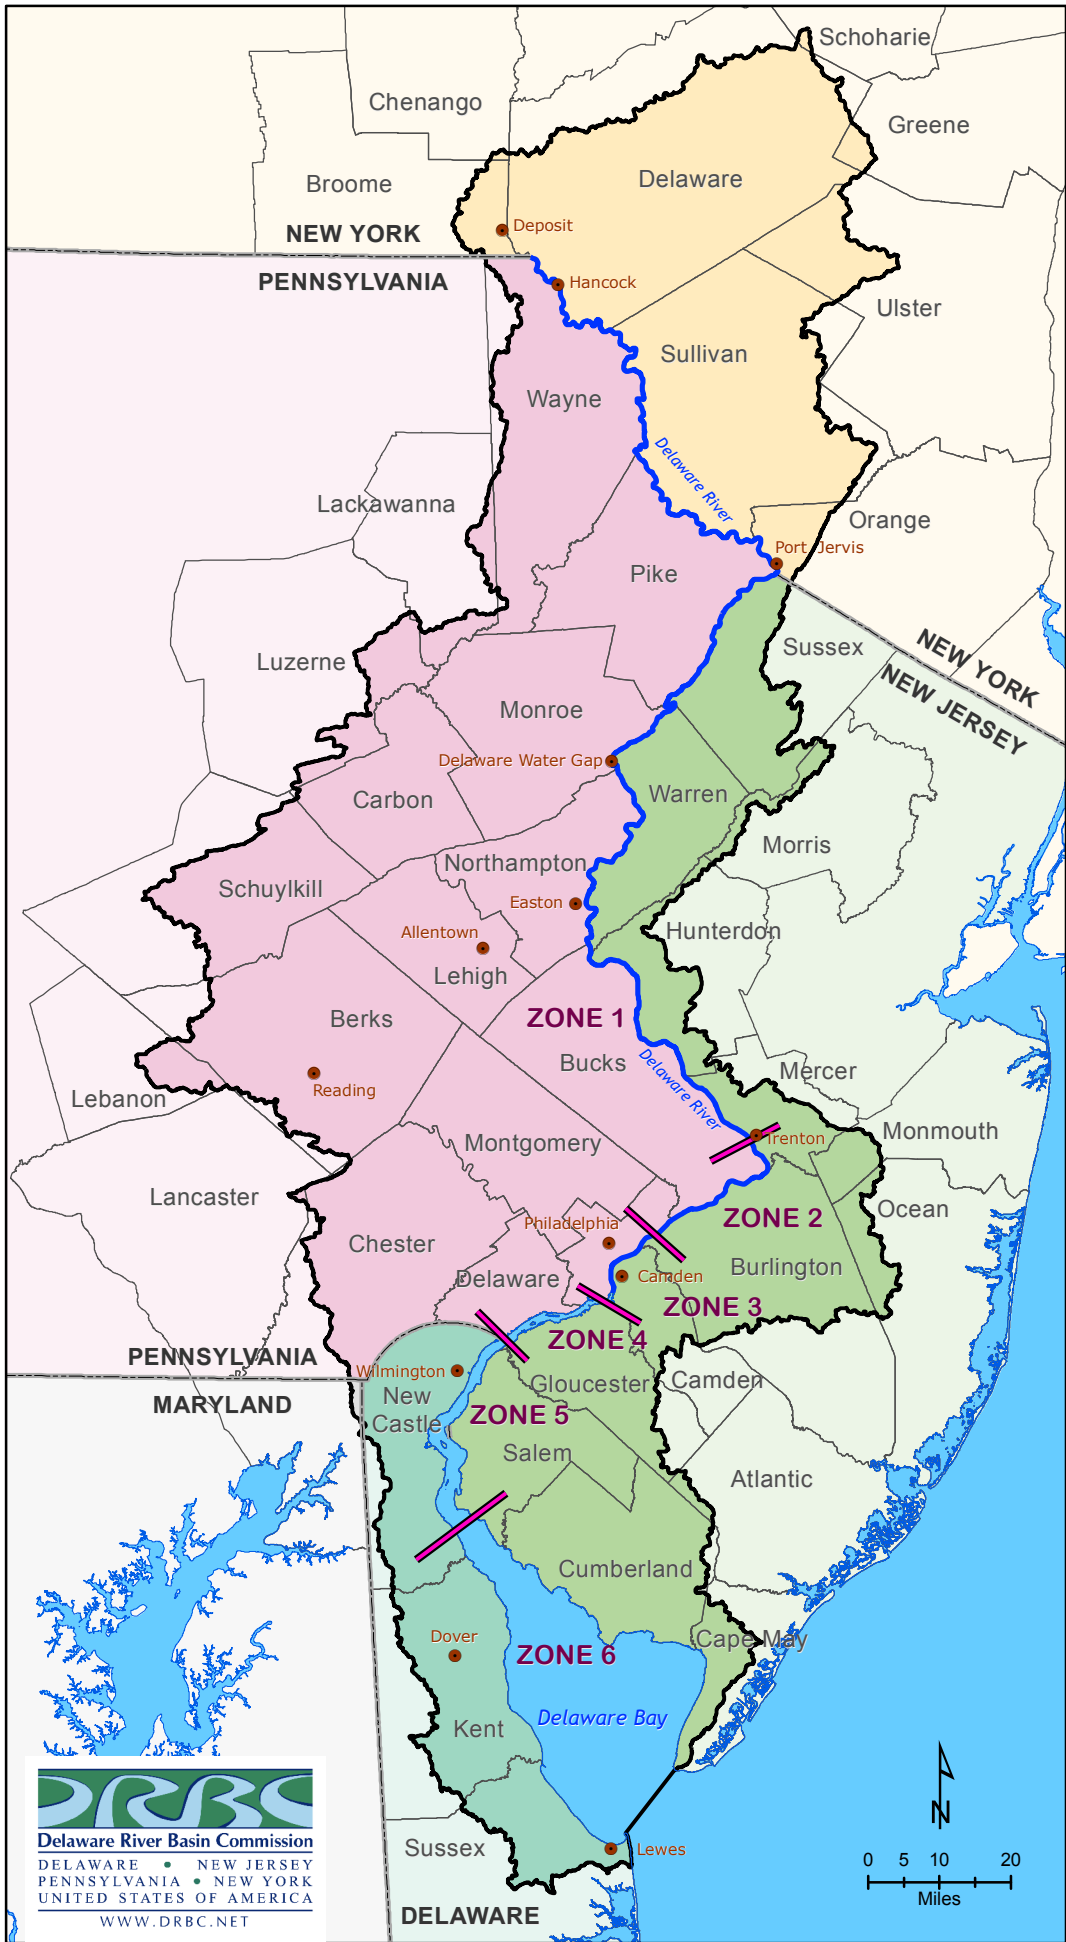 Schoharie
Chenango
Greene
Broome
Delaware
Deposit
NEW YORK
PENNSYLVANIA
Hancock
Ulster
Sullivan
Wayne
Delaware River
Lackawanna
Orange
Port Jervis
Pike
Sussex
NEW YORK
NEW JERSEY
Luzerne
Monroe
Delaware Water Gap
Carbon
Warren
Morris
Northampton
Schuylkill
Easton
Hunterdon
Allentown
Lehigh
ZONE 1
Berks
Bucks
Delaware River
Mercer
Reading
Lebanon
Trenton
Monmouth
Montgomery
Lancaster
Ocean
ZONE 2
Philadelphia
Chester
Burlington
Delaware
Camden
ZONE 3
ZONE 4
PENNSYLVANIA
Wilmington
Gloucester
Camden
MARYLAND
New
Castle
ZONE 5
Salem
Atlantic
Cumberland
Dover
Cape May
ZONE 6
Delaware Bay
Kent
N
DRBC
Delaware River Basin Commission
DELAWARE • NEW JERSEY
PENNSYLVANIA • NEW YORK
UNITED STATES OF AMERICA
WWW.DRBC.NET
Sussex
Lewes
0 5 10 20
Miles
DELAWARE